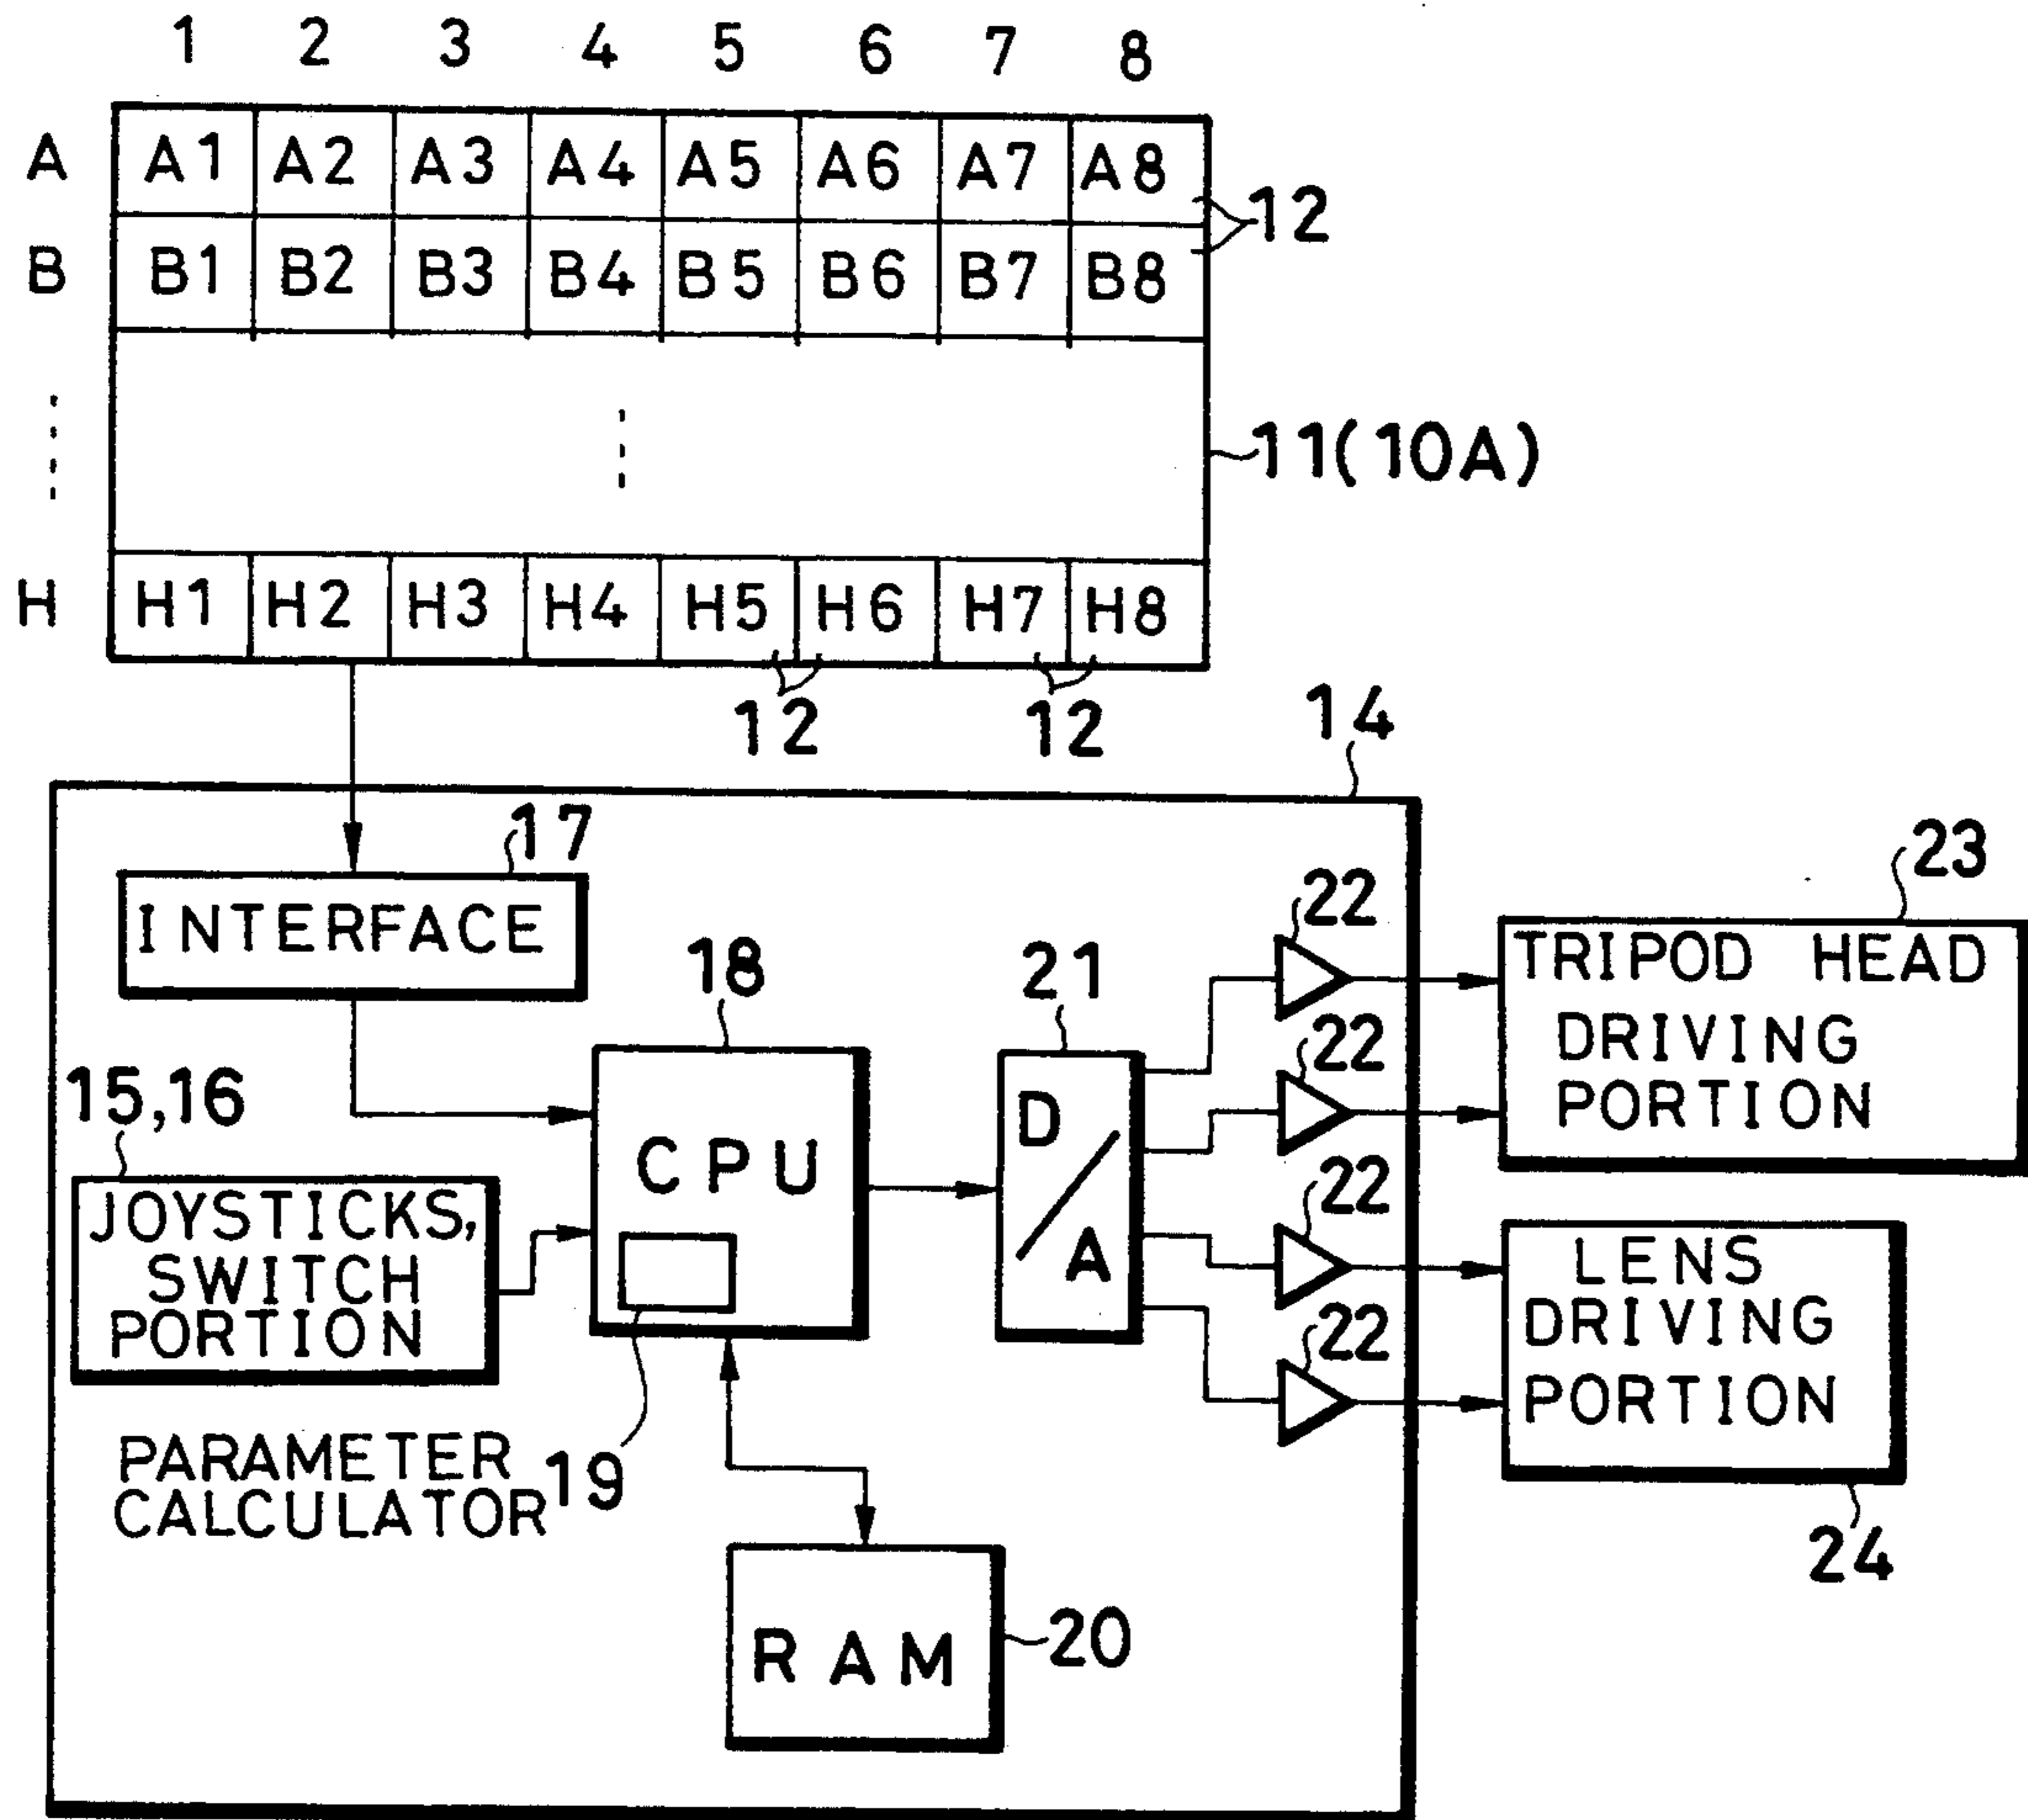 1 2 3 4 5 6 7 8
A A1 A2 A3 A4 A5 A6 A7 A8
12
B B1 B2 B3 B4 B5 B6 B7 B8
11(10A)
H H1 H2 H3 H4 H5 H6 H7 H8
12 12
14
17
INTERFACE
22
23
TRIPOD HEAD
DRIVING
PORTION
18
21
22
15,16
CPU
D/A
JOYSTICKS,
SWITCH
PORTION
22
LENS
DRIVING
PORTION
22
PARAMETER
CALCULATOR
19
24
RAM
20